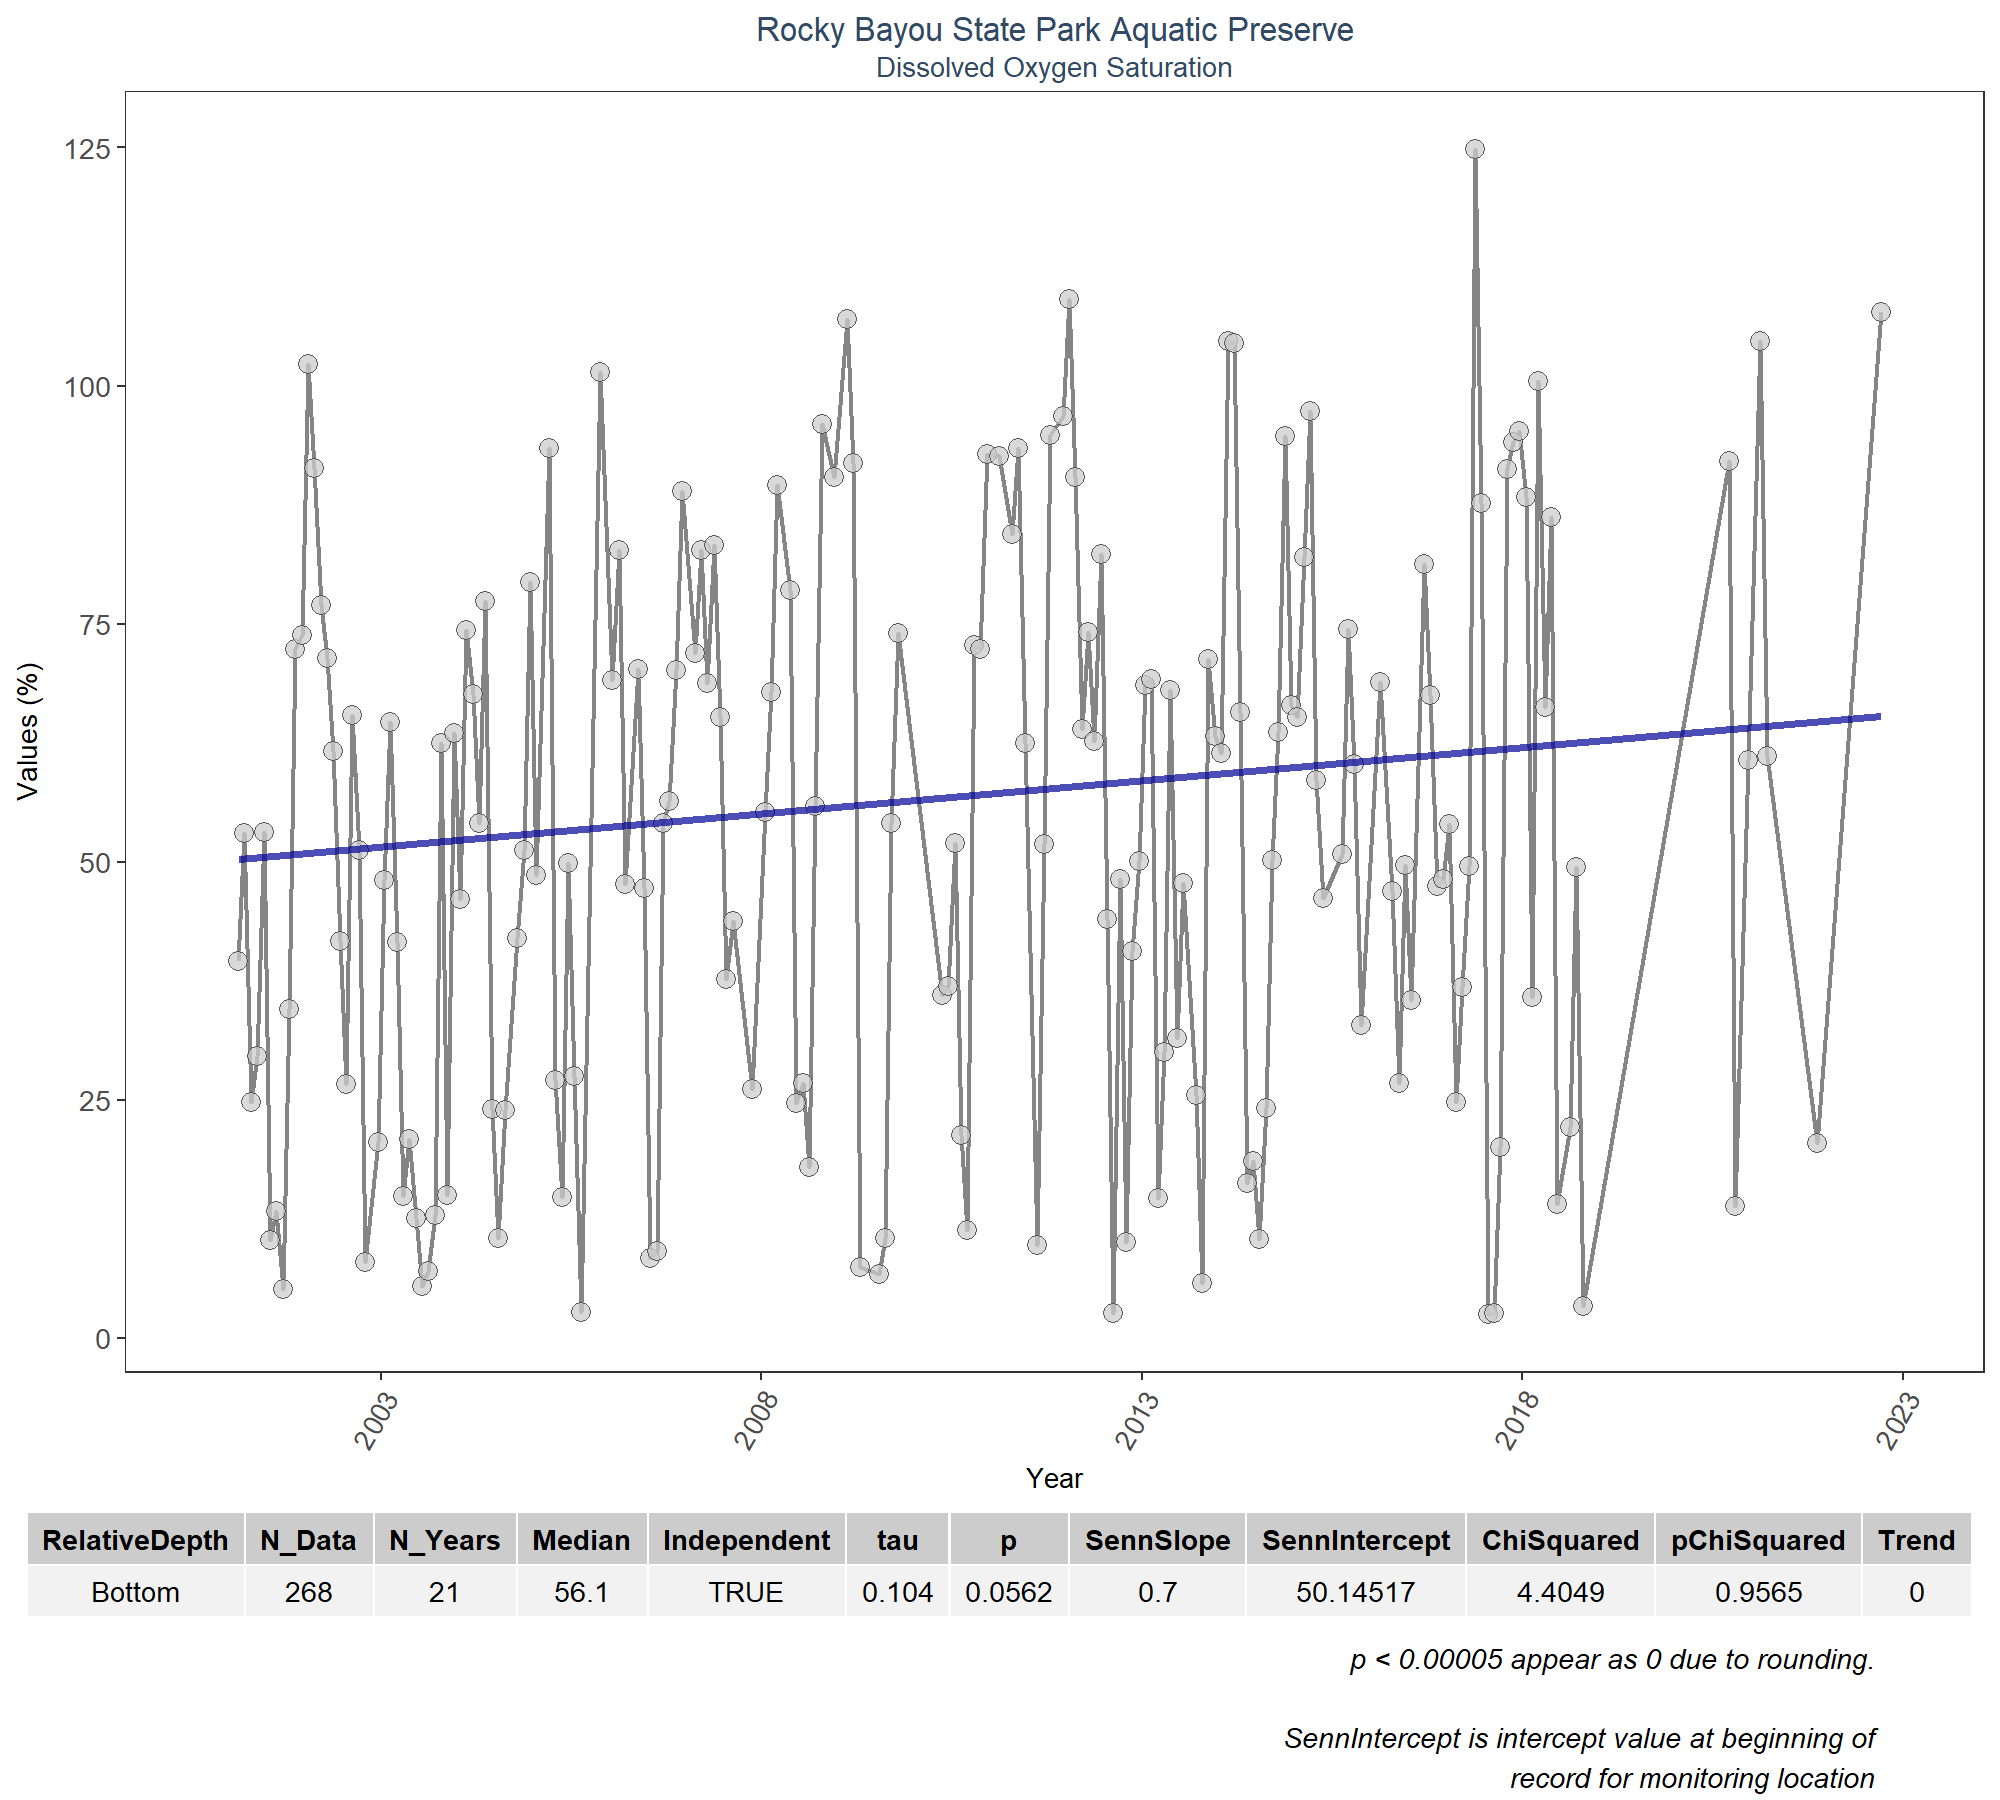 Rocky Bayou State Park Aquatic Preserve
Dissolved Oxygen Saturation
Values (%)
125
100
75
50
25
0
2003
2008
2013
2018
2023
Year
RelativeDepth N_Data N_Years Median Independent tau p SennSlope SennIntercept ChiSquared pChiSquared Trend
Bottom 268 21 56.1 TRUE 0.104 0.0562 0.7 50.14517 4.4049 0.9565 0
p < 0.00005 appear as 0 due to rounding.
SennIntercept is intercept value at beginning of
record for monitoring location